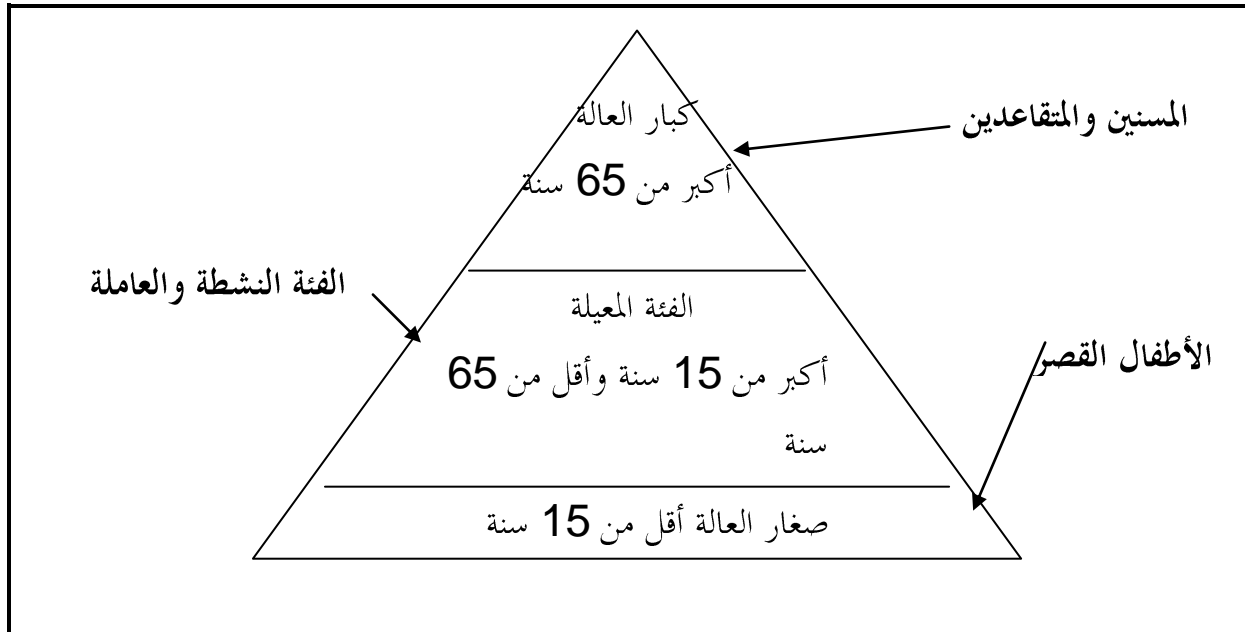 كبار العالة
المسنين والمتقاعدين
أكبر من 65 سنة
الفئة النشطة والعاملة
الفئة المعيلة
الأطفال القصر
أكبر من 15 سنة وأقل من 65
سنة
صغار العالة أقل من 15 سنة